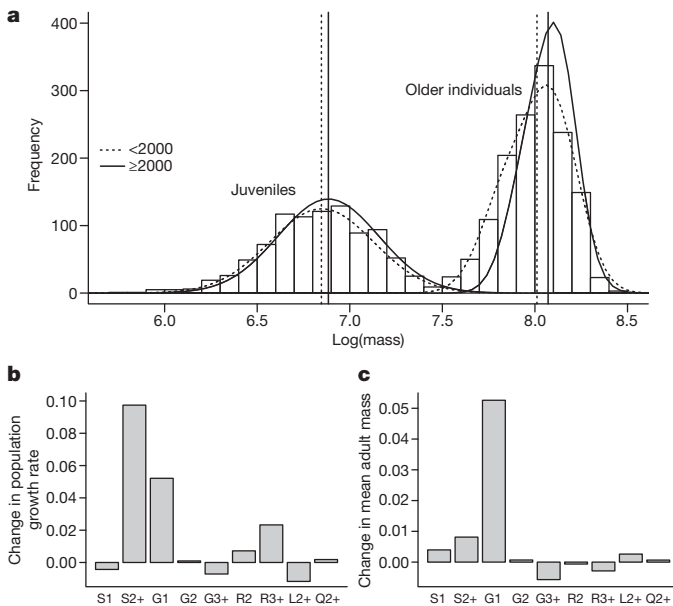 a
400
300
200
100
0
Frequency
<2000
≥2000
Juveniles
Older individuals
6.0 6.5 7.0 7.5 8.0 8.5
Log(mass)
b
Change in population
growth rate
0.10
0.08
0.06
0.04
0.02
0.00
S1 S2+ G1 G2 G3+ R2 R3+ L2+ Q2+
c
Change in mean adult mass
0.05
0.04
0.03
0.02
0.01
0.00
S1 S2+ G1 G2 G3+ R2 R3+ L2+ Q2+